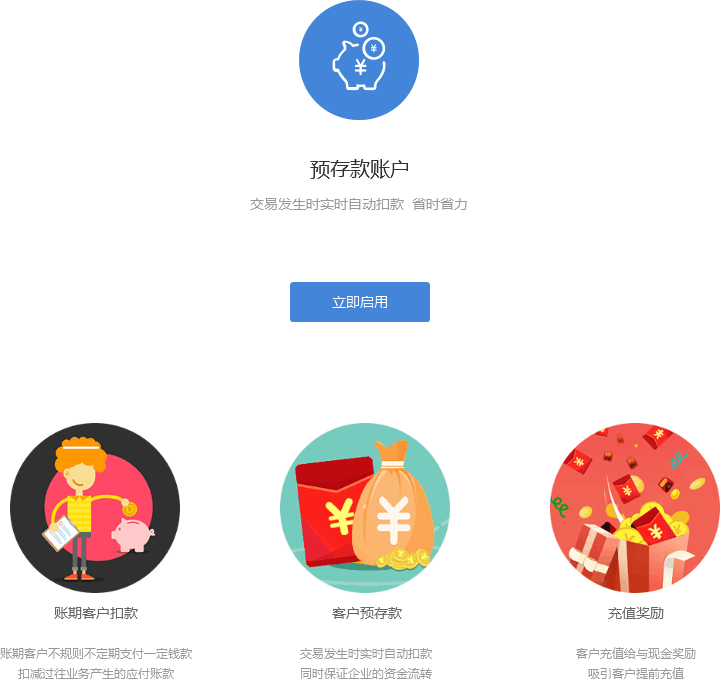 预存款账户
交易发生时实时自动扣款 省时省力
立即启用
账期客户扣款
客户预存款
充值奖励
账期客户不规则不定期支付一定钱款
扣减过往业务产生的应付账款
交易发生时实时自动扣款
同时保证企业的资金流转
客户充值给与现金奖励
吸引客户提前充值